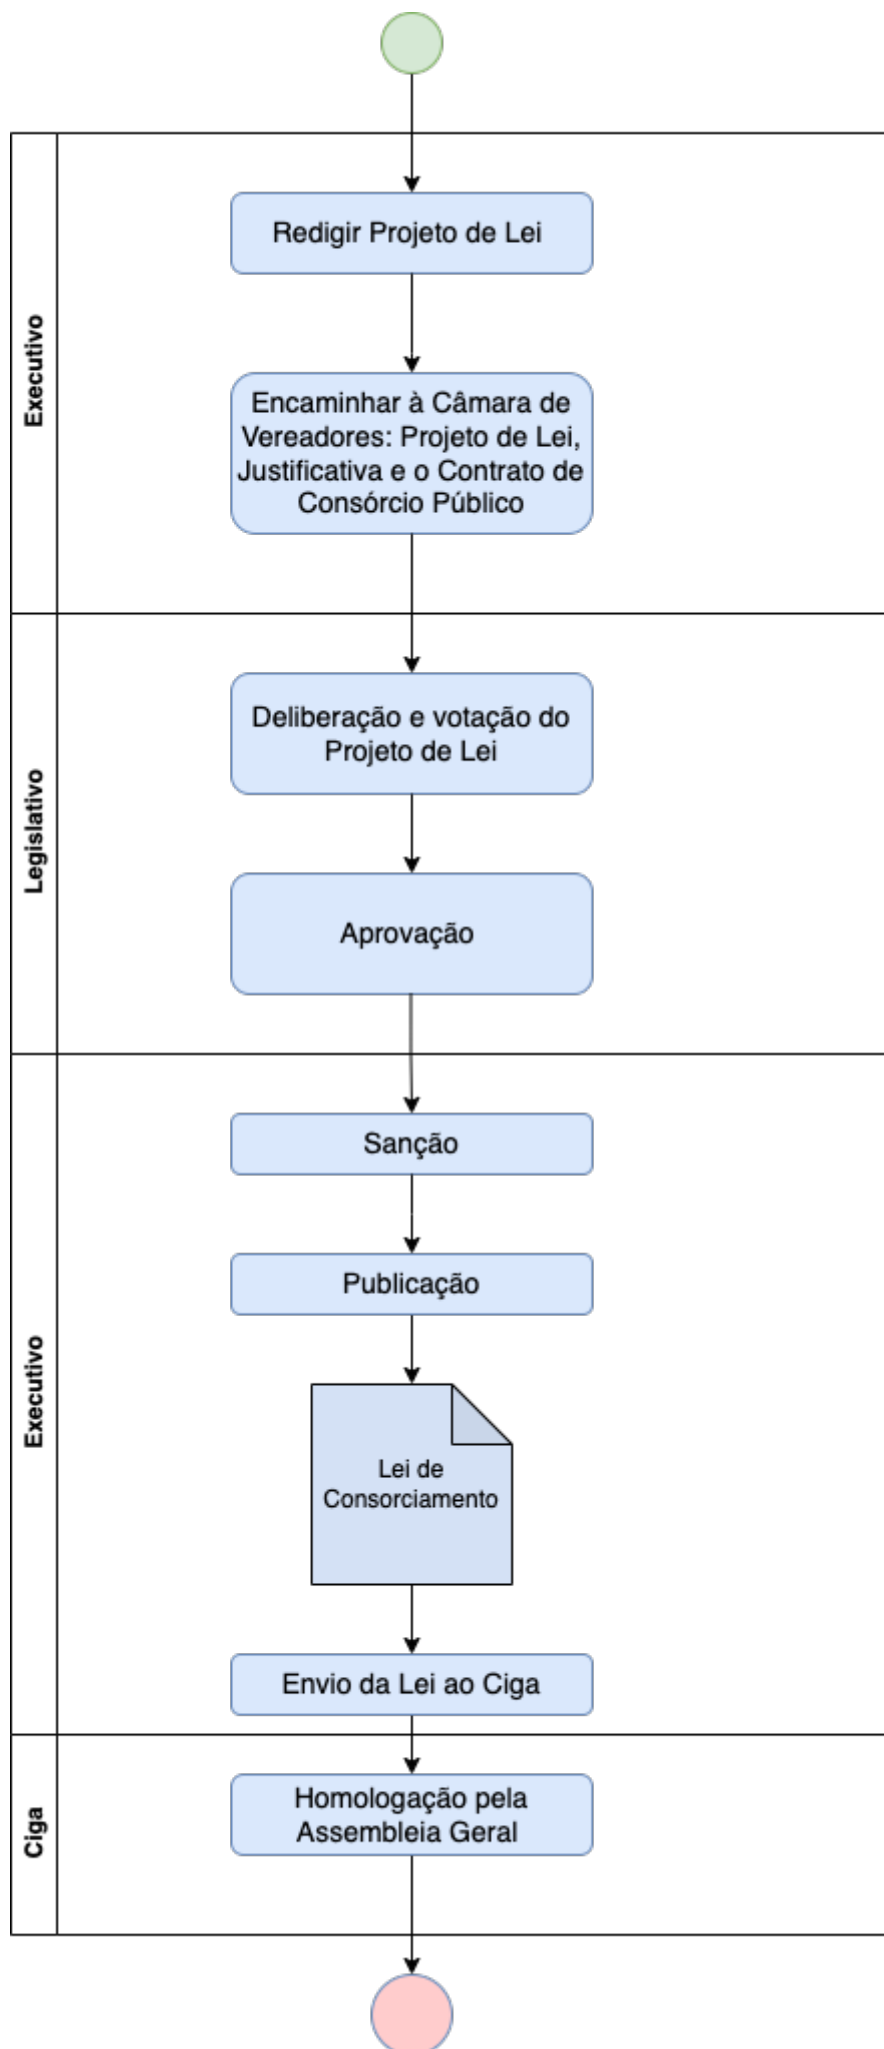 Executivo
Redigir Projeto de Lei
Encaminhar à Câmara de
Vereadores: Projeto de Lei,
Justificativa e o Contrato de
Consórcio Público
Legislativo
Deliberação e votação do
Projeto de Lei
Aprovação
Executivo
Sanção
Publicação
Lei de
Consorciamento
Envio da Lei ao Ciga
Ciga
Homologação pela
Assembleia Geral